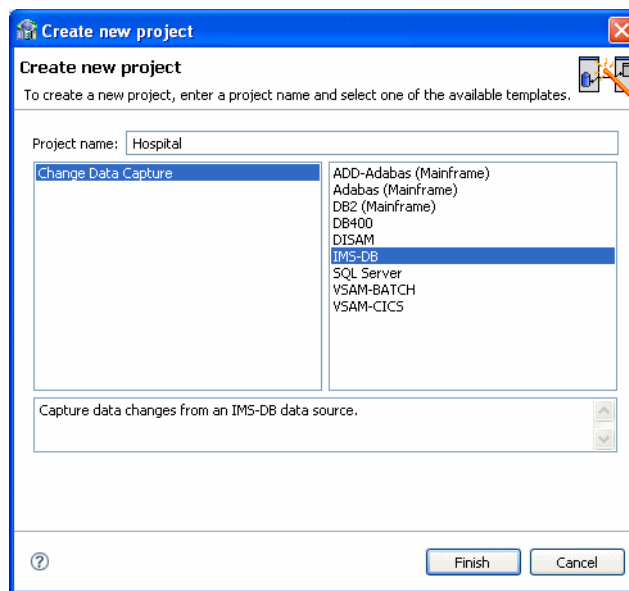 Create new project
Create new project
To create a new project, enter a project name and select one of the available templates.
Project name: Hospital
Change Data Capture
ADD-Adabas (Mainframe)
Adabas (Mainframe)
DB2 (Mainframe)
DB400
DISAM
IMS-DB
SQL Server
VSAM-BATCH
VSAM-CICS
Capture data changes from an IMS-DB data source.
Finish
Cancel